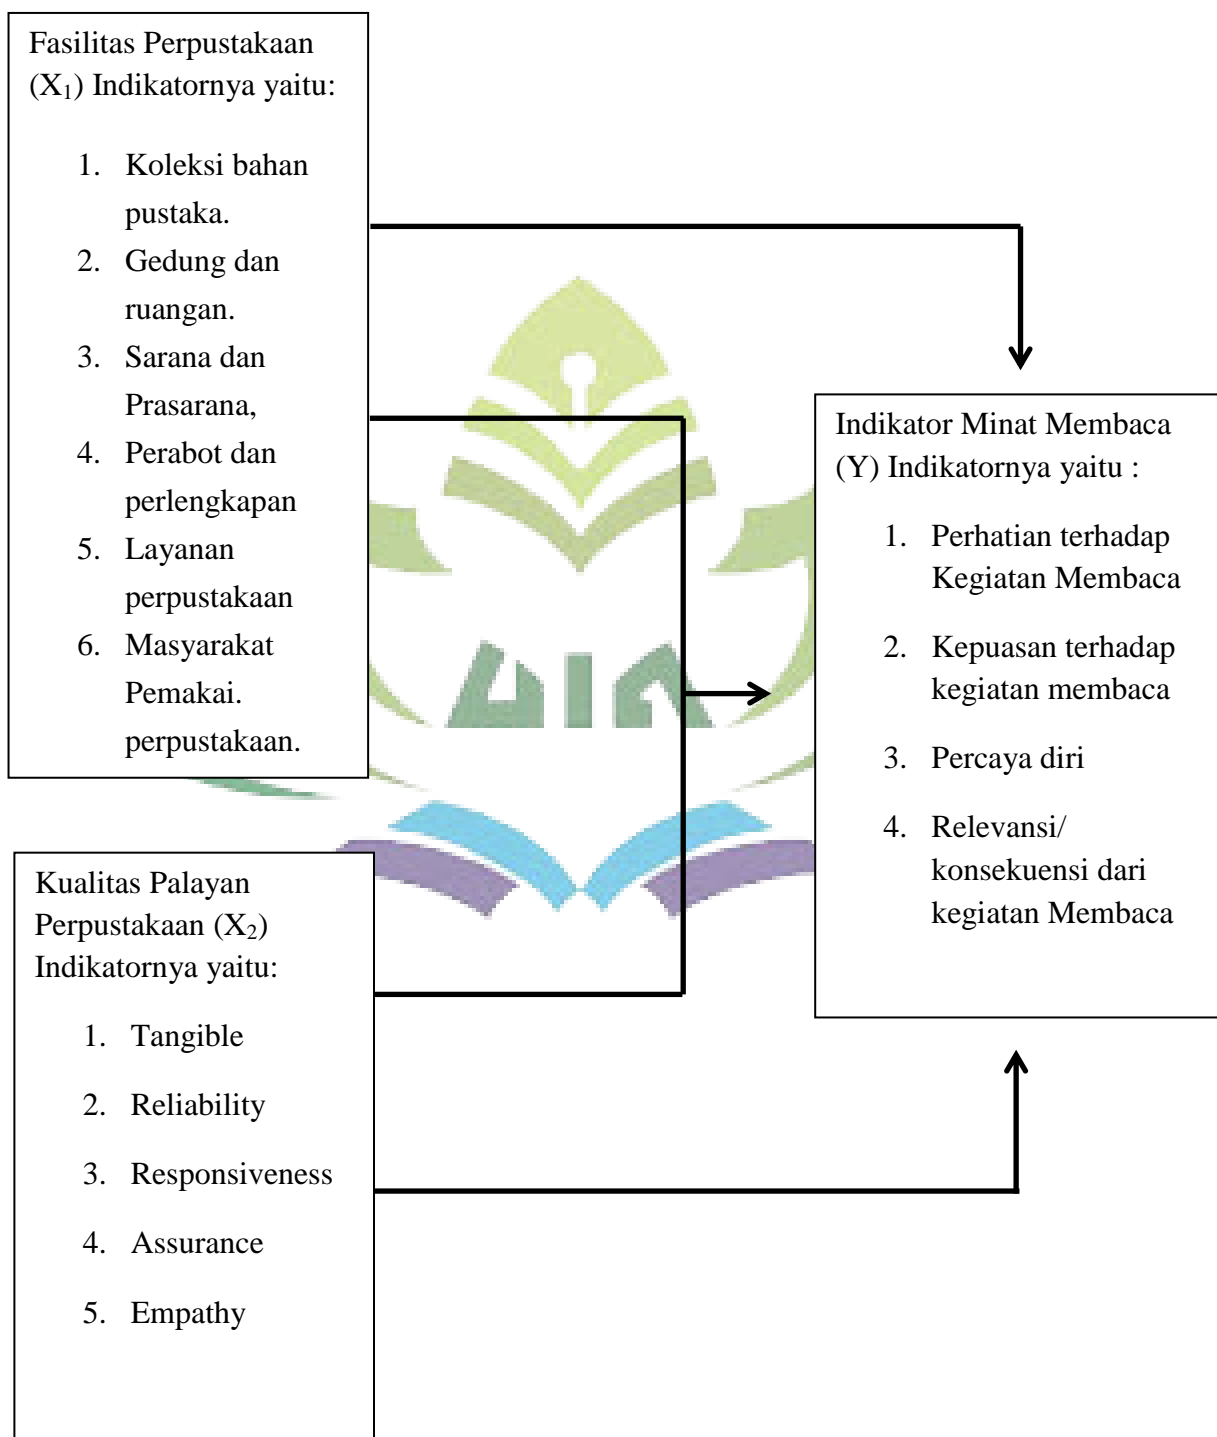 Fasilitas Perpustakaan
(X₁) Indikatornya yaitu:
1. Koleksi bahan
pustaka.
2. Gedung dan
ruangan.
3. Sarana dan
Prasarana,
4. Perabot dan
perlengkapan
5. Layanan
perpustakaan
6. Masyarakat
Pemakai.
perpustakaan.
Kualitas Palayan
Perpustakaan (X₂)
Indikatornya yaitu:
1. Tangible
2. Reliability
3. Responsiveness
4. Assurance
5. Empathy
Indikator Minat Membaca
(Y) Indikatornya yaitu :
1. Perhatian terhadap
Kegiatan Membaca
2. Kepuasan terhadap
kegiatan membaca
3. Percaya diri
4. Relevansi/
konsekuensi dari
kegiatan Membaca